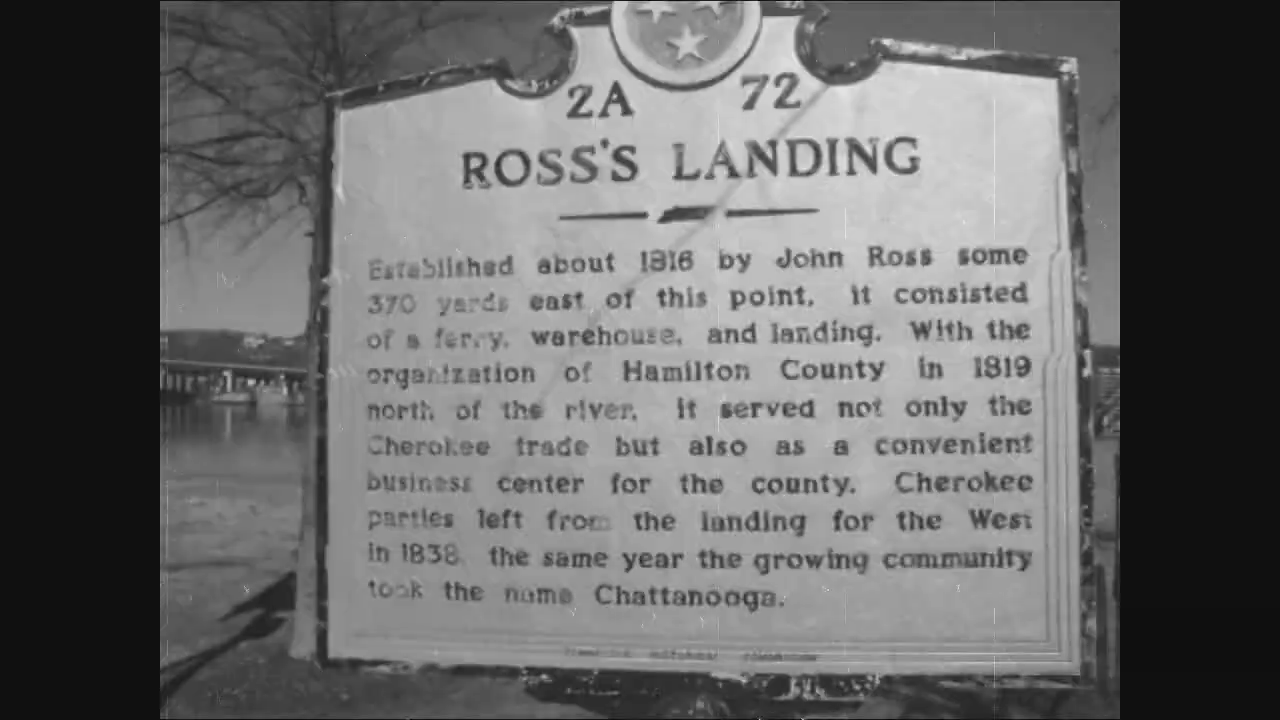 2A 72
ROSS'S LANDING
Established about 1816 by John Ross some
370 yards east of this point, it consisted
of a ferry, warehouse, and landing. With the
organization of Hamilton County in 1819
north of the river, it served not only the
Cherokee trade but also as a convenient
business center for the county. Cherokee
parties left from the landing for the West
in 1838, the same year the growing community
took the name Chattanooga.